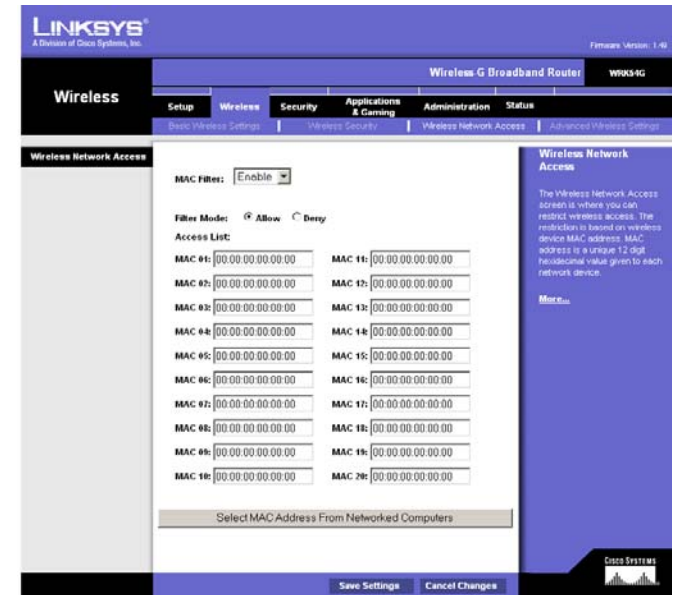 LINKSYS®
A Division of Cisco Systems, Inc.
Firmware Version: 1.40
Wireless-G Broadband Router WRK54G
Wireless
Setup Wireless Security Applications & Gaming Administration Status
Basic Wireless Settings Wireless Security Wireless Network Access Advanced Wireless Settings
Wireless Network Access
MAC Filter: Enable
Filter Mode: Allow Deny
Access List:
MAC 01: 00:00:00:00:00:00 MAC 11: 00:00:00:00:00:00
MAC 02: 00:00:00:00:00:00 MAC 12: 00:00:00:00:00:00
MAC 03: 00:00:00:00:00:00 MAC 13: 00:00:00:00:00:00
MAC 04: 00:00:00:00:00:00 MAC 14: 00:00:00:00:00:00
MAC 05: 00:00:00:00:00:00 MAC 15: 00:00:00:00:00:00
MAC 06: 00:00:00:00:00:00 MAC 16: 00:00:00:00:00:00
MAC 07: 00:00:00:00:00:00 MAC 17: 00:00:00:00:00:00
MAC 08: 00:00:00:00:00:00 MAC 18: 00:00:00:00:00:00
MAC 09: 00:00:00:00:00:00 MAC 19: 00:00:00:00:00:00
MAC 10: 00:00:00:00:00:00 MAC 20: 00:00:00:00:00:00
Select MAC Address From Networked Computers
Wireless Network
Access
The Wireless Network Access
screen is where you can
restrict wireless access. The
restriction is based on wireless
device MAC address. MAC
address is a unique 12 digit
hexidecimal value given to each
network device.
More...
Save Settings Cancel Changes
CISCO SYSTEMS